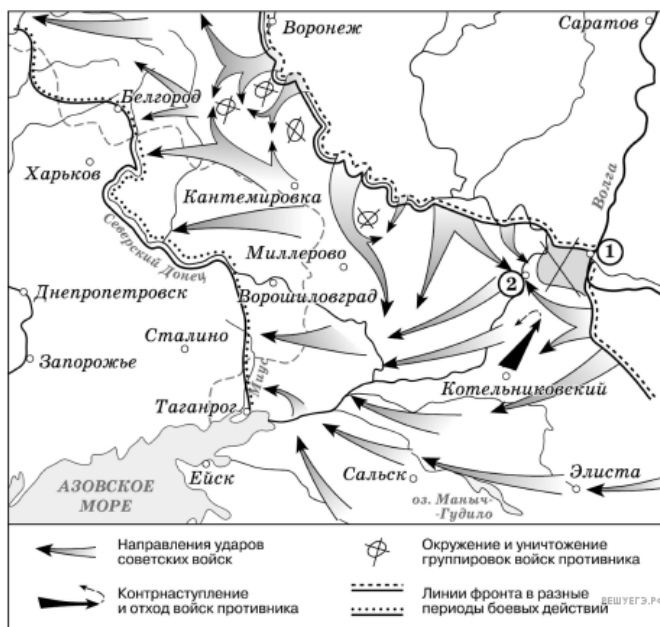 Воронеж
Саратов
Белгород
Харьков
Волга
Кантемировка
Северский Донец
Миллерово
1
2
Днепропетровск
Ворошиловград
Сталино
Запорожье
Миус
Котельниковский
Таганрог
Ейск
Сальск
Элиста
АЗОВСКОЕ
МОРЕ
оз. Маныч-
-Гудило
Направления ударов
советских войск
Окружение и уничтожение
группировок войск противника
Контрнаступление
и отход войск противника
Линии фронта в разные
периоды боевых действий
РЕШУЕГЭ.РФ